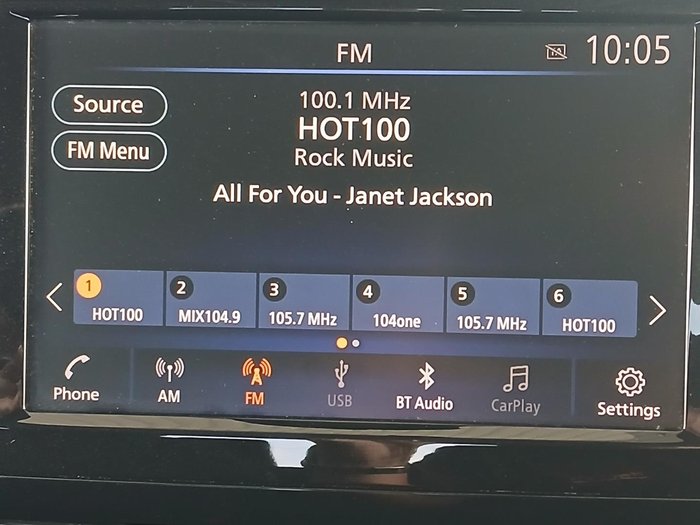 FM
10:05
Source
FM Menu
100.1 MHz
HOT100
Rock Music
All For You - Janet Jackson
1
HOT100
2
MIX104.9
3
105.7 MHz
4
104one
5
105.7 MHz
6
HOT100
Phone
AM
FM
USB
BT Audio
CarPlay
Settings